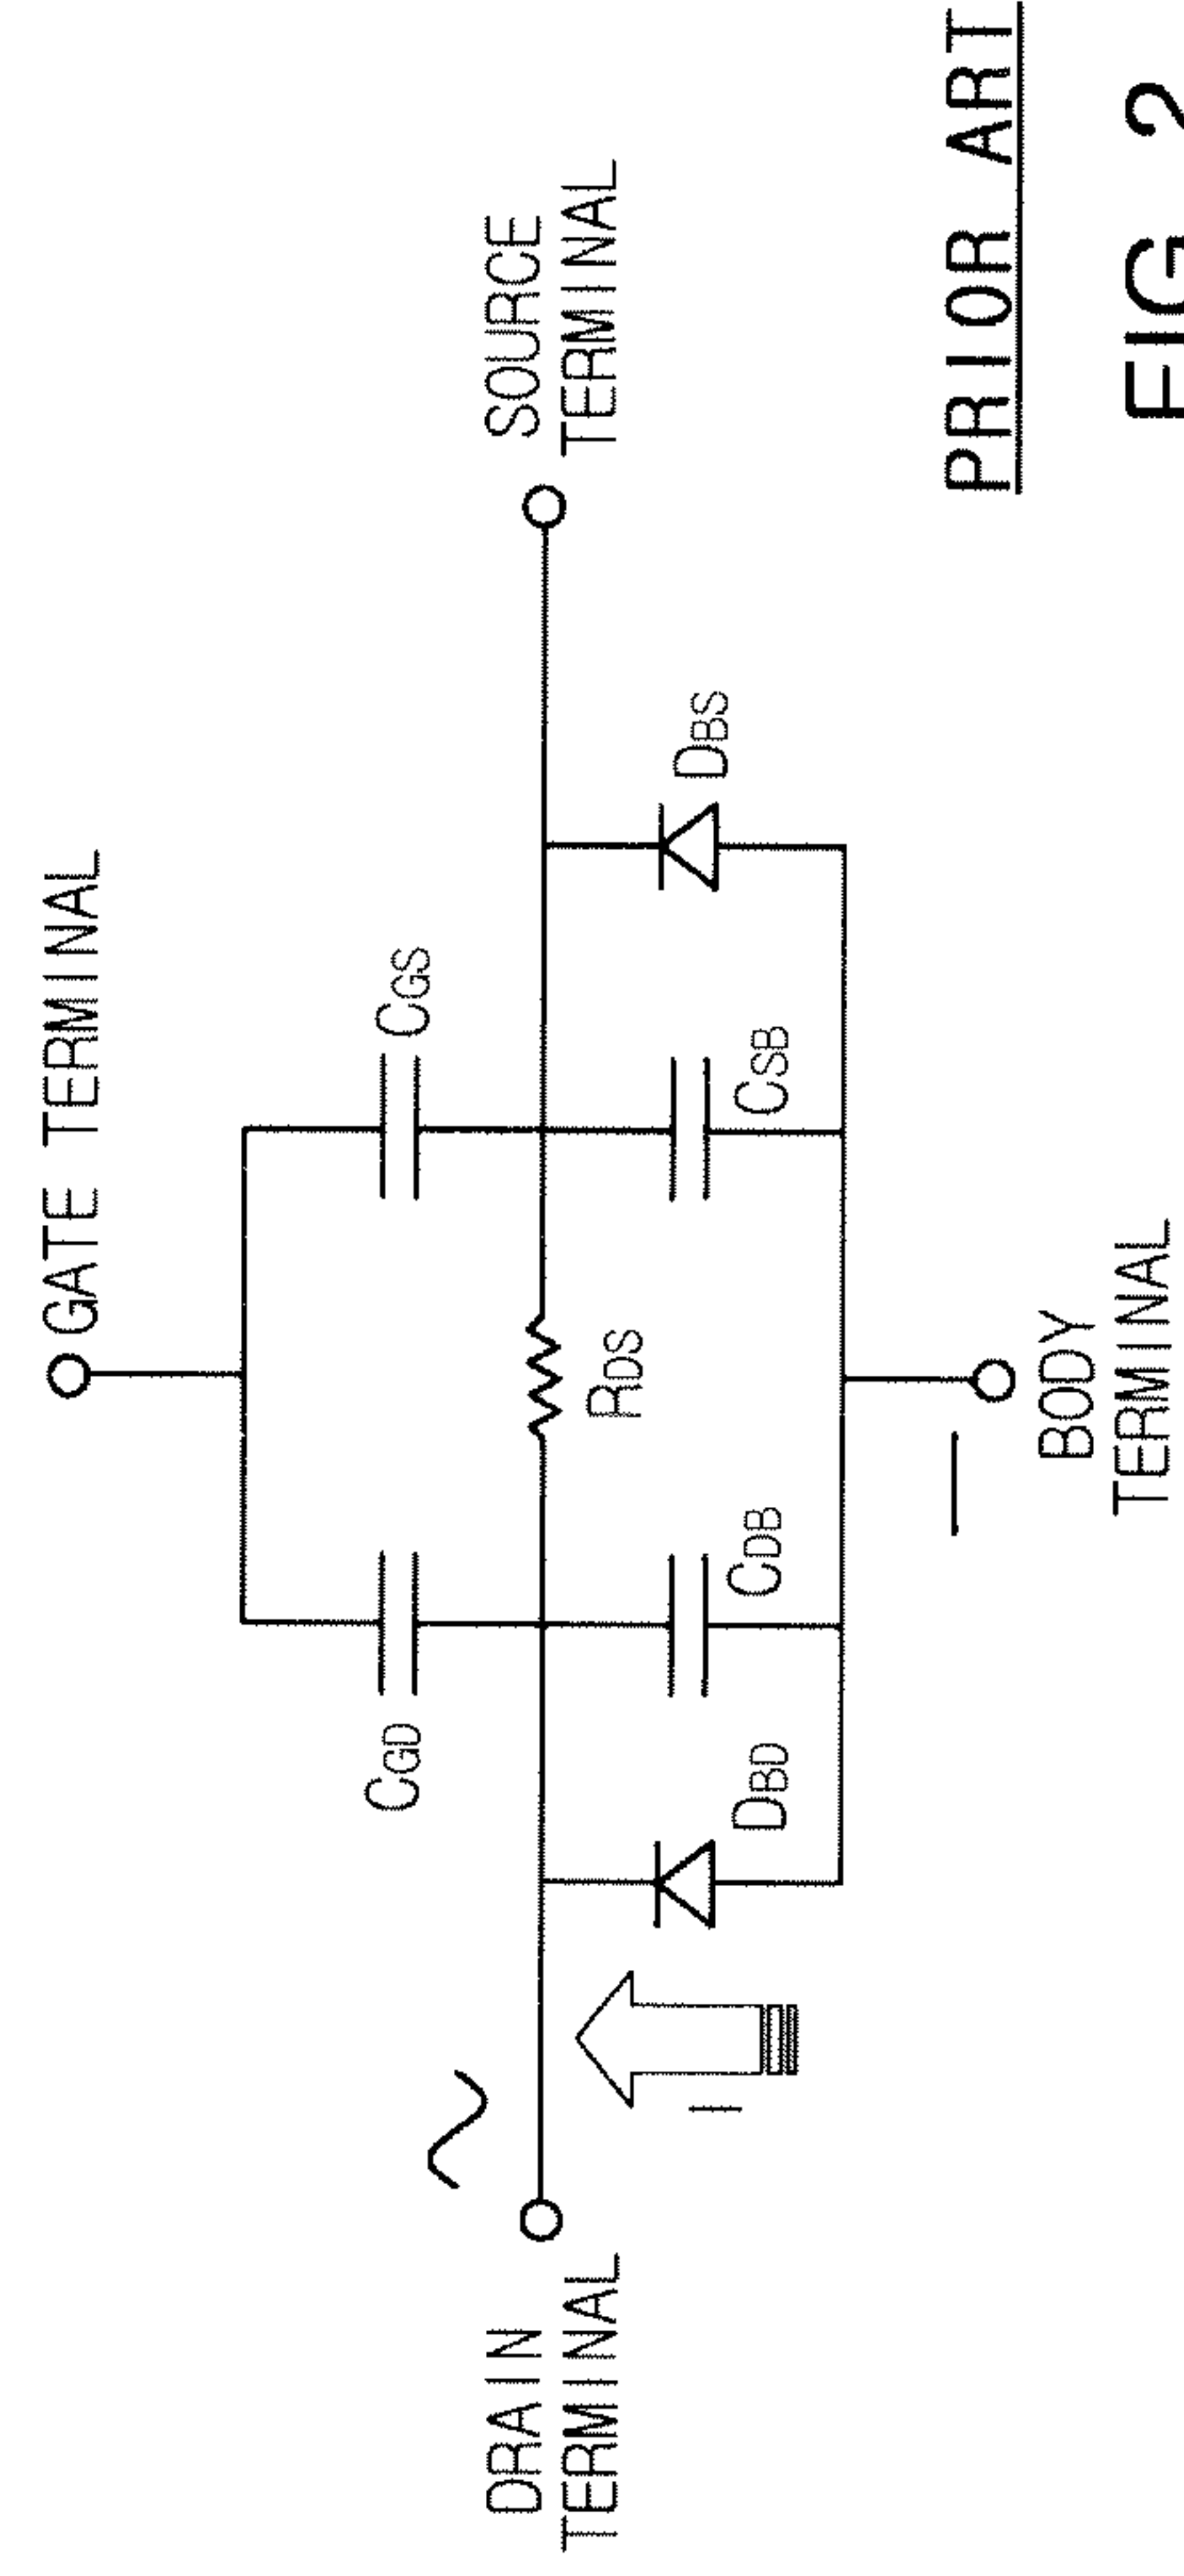 GATE TERMINAL
CGD
CGS
DRAIN
TERMINAL
SOURCE
TERMINAL
RDS
I
DBD
CDB
CSB
DBS
BODY
TERMINAL
PRIOR ART
FIG 2